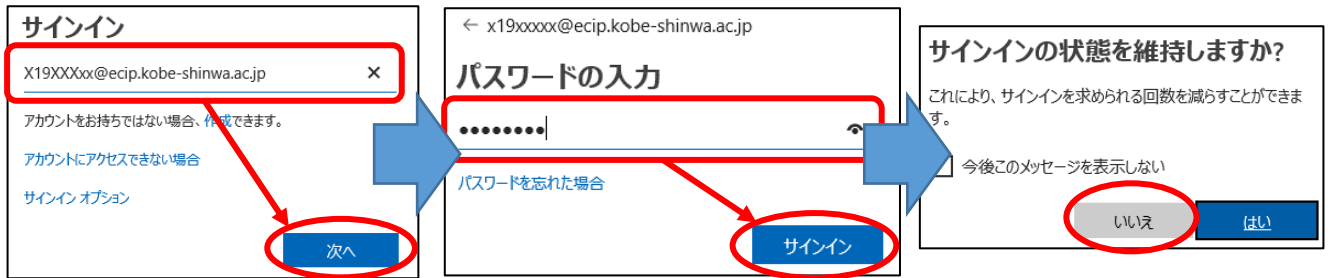 サインイン
X19XXXxx@ecip.kobe-shinwa.ac.jp ×
アカウントをお持ちではない場合、作成できます。
アカウントにアクセスできない場合
サインイン オプション
次へ
← x19xxxxx@ecip.kobe-shinwa.ac.jp
パスワードの入力
●●●●●●●●
パスワードを忘れた場合
サインイン
サインインの状態を維持しますか?
これにより、サインインを求められる回数を減らすことができま
す。
今後このメッセージを表示しない
いいえ
はい